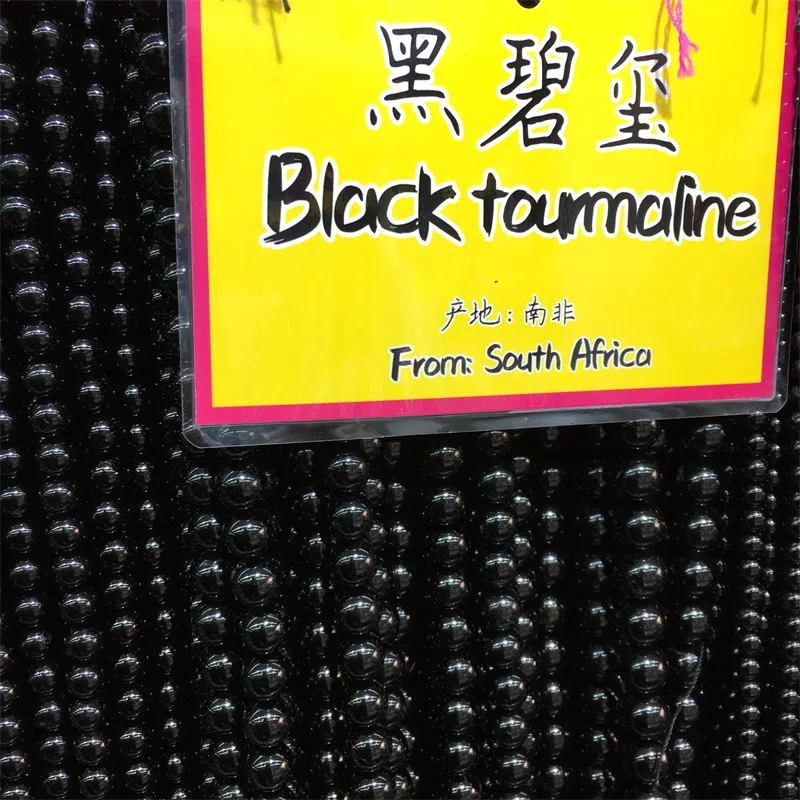 黑碧玺
Black tourmaline
产地：南非
From: South Africa